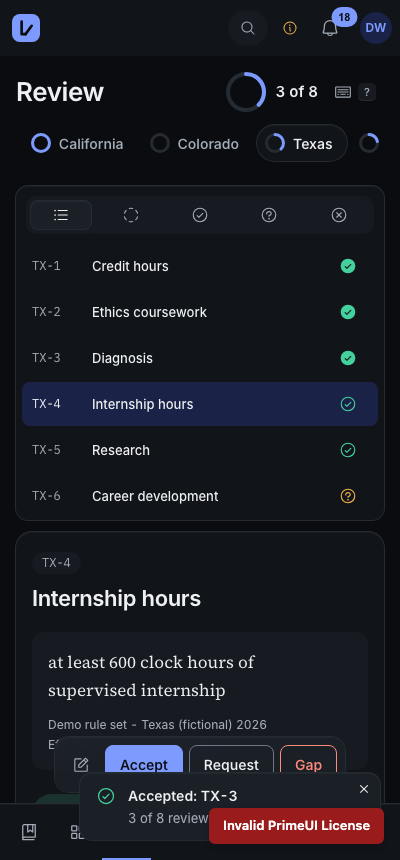 18
DW
Review
3 of 8
?
California
Colorado
Texas
TX-1 Credit hours
TX-2 Ethics coursework
TX-3 Diagnosis
TX-4 Internship hours
TX-5 Research
TX-6 Career development
TX-4
Internship hours
at least 600 clock hours of
supervised internship
Demo rule set - Texas (fictional) 2026
Accept
Request
Gap
Accepted: TX-3
3 of 8 review
Invalid PrimeUI License